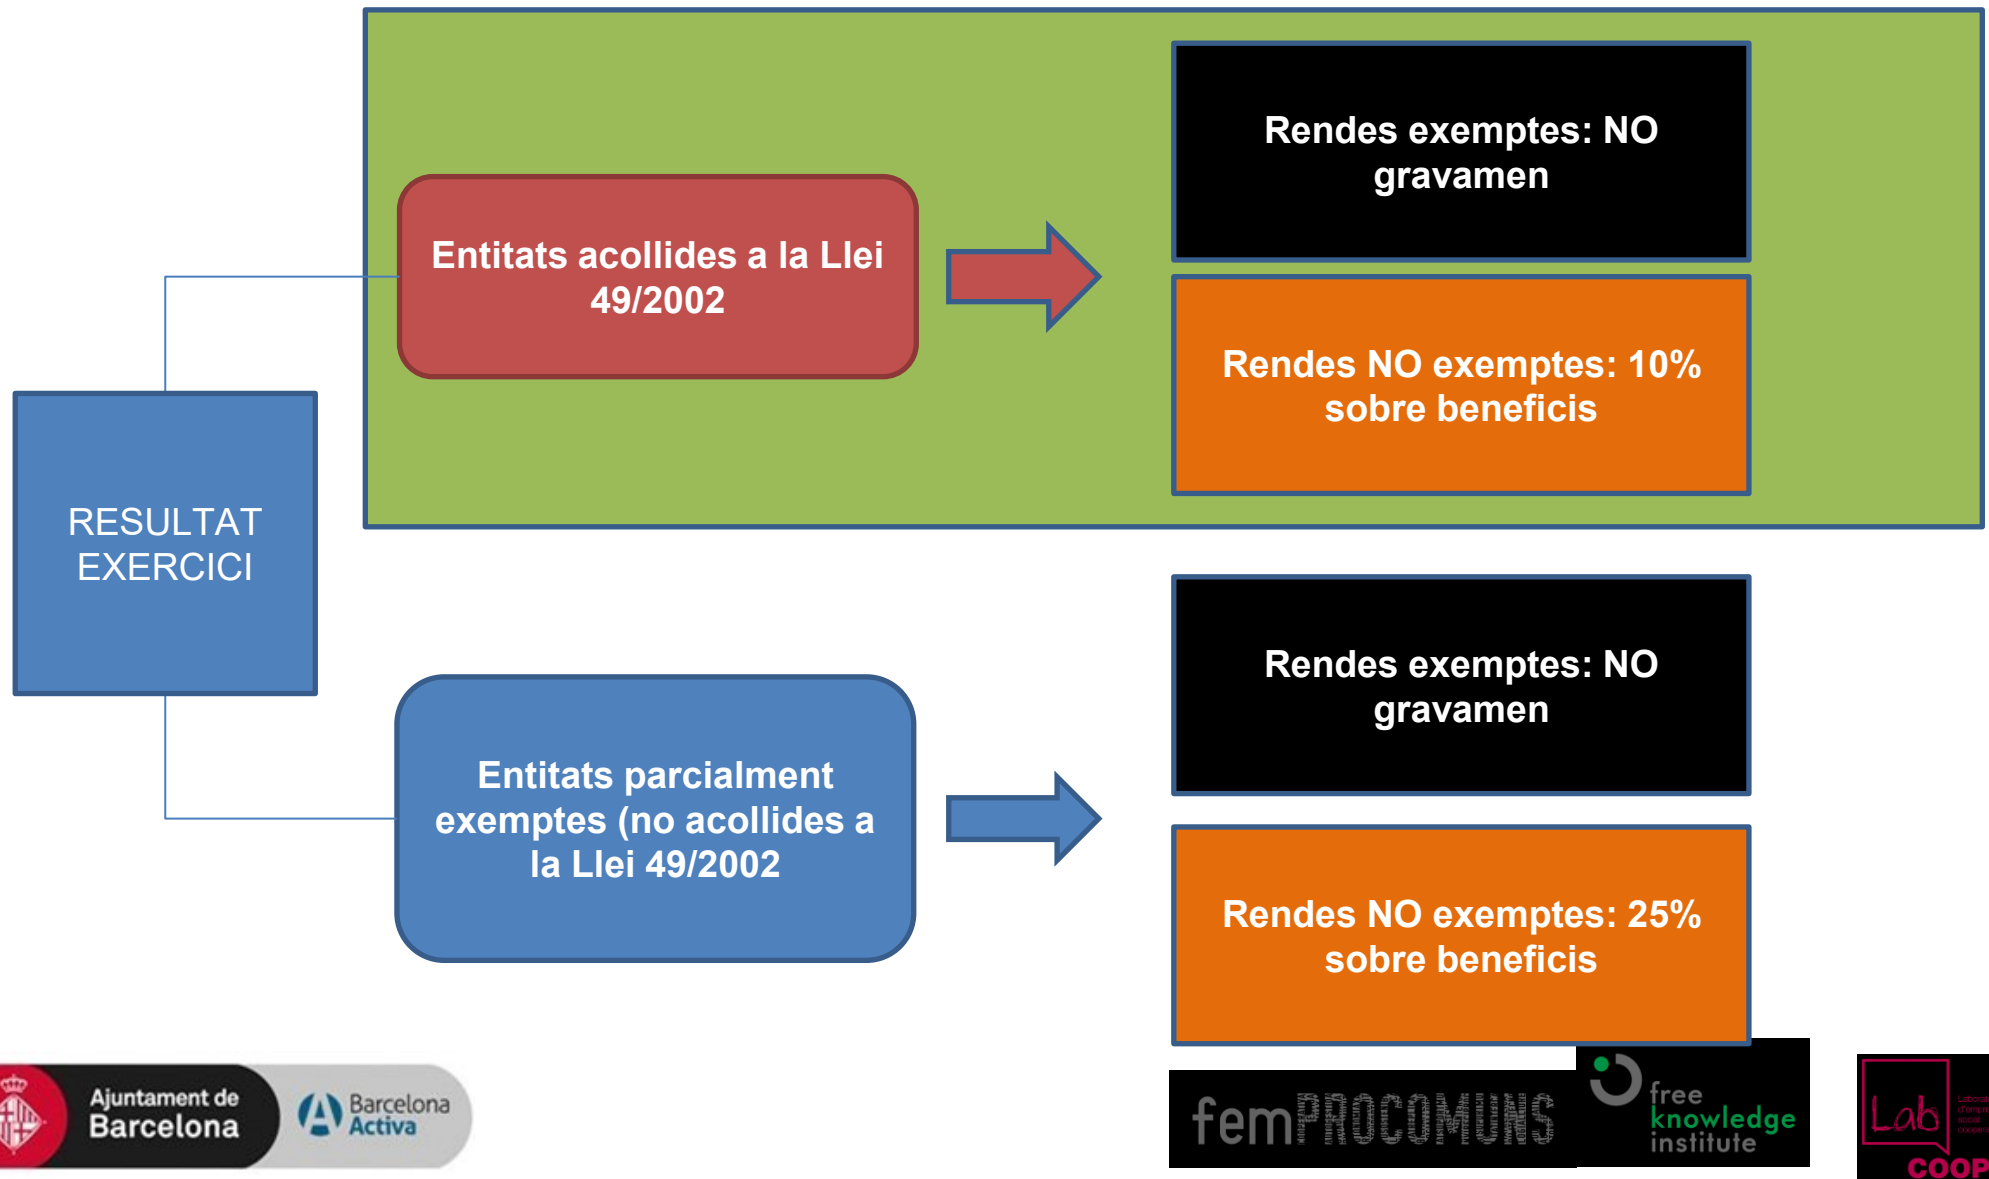 Rendes exemptes: NO
gravamen
Entitats acollides a la Llei
49/2002
Rendes NO exemptes: 10%
sobre beneficis
RESULTAT
EXERCICI
Rendes exemptes: NO
gravamen
Entitats parcialment
exemptes (no acollides a
la Llei 49/2002
Rendes NO exemptes: 25%
sobre beneficis
Ajuntament de
Barcelona
Barcelona
Activa
femPROCOMUNS
free
knowledge
institute
Lab
social
COOP